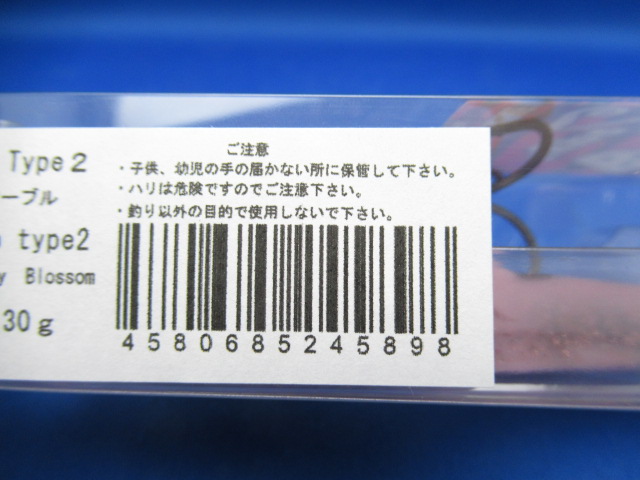 Type2
ーブル
type2
y Blossom
30g
ご注意
・子供、幼児の手の届かない所に保管して下さい。
・ハリは危険ですのでご注意下さい。
・釣り以外の目的で使用しないで下さい。
4580685245898